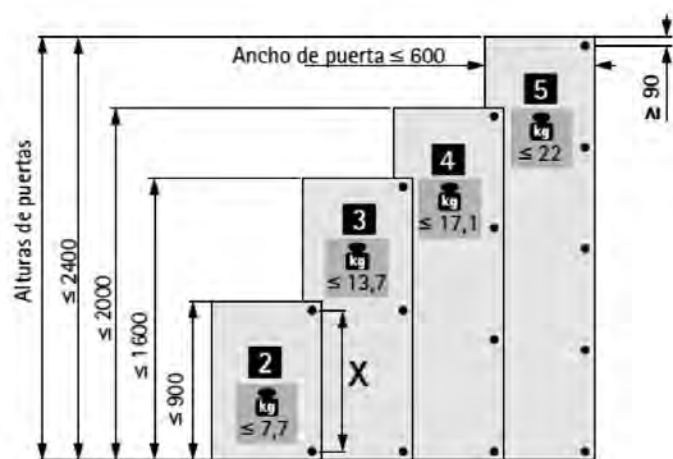 Ancho de puerta ≤ 600
≥ 90
Alturas de puertas
≤ 2400
≤ 2000
≤ 1600
≤ 900
5
kg
≤ 22
4
kg
≤ 17,1
3
kg
≤ 13,7
2
kg
≤ 7,7
X